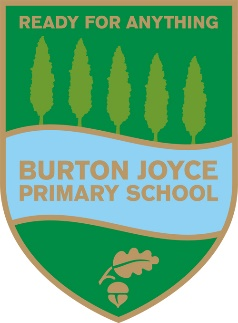 READY FOR ANYTHING
BURTON JOYCE
PRIMARY SCHOOL